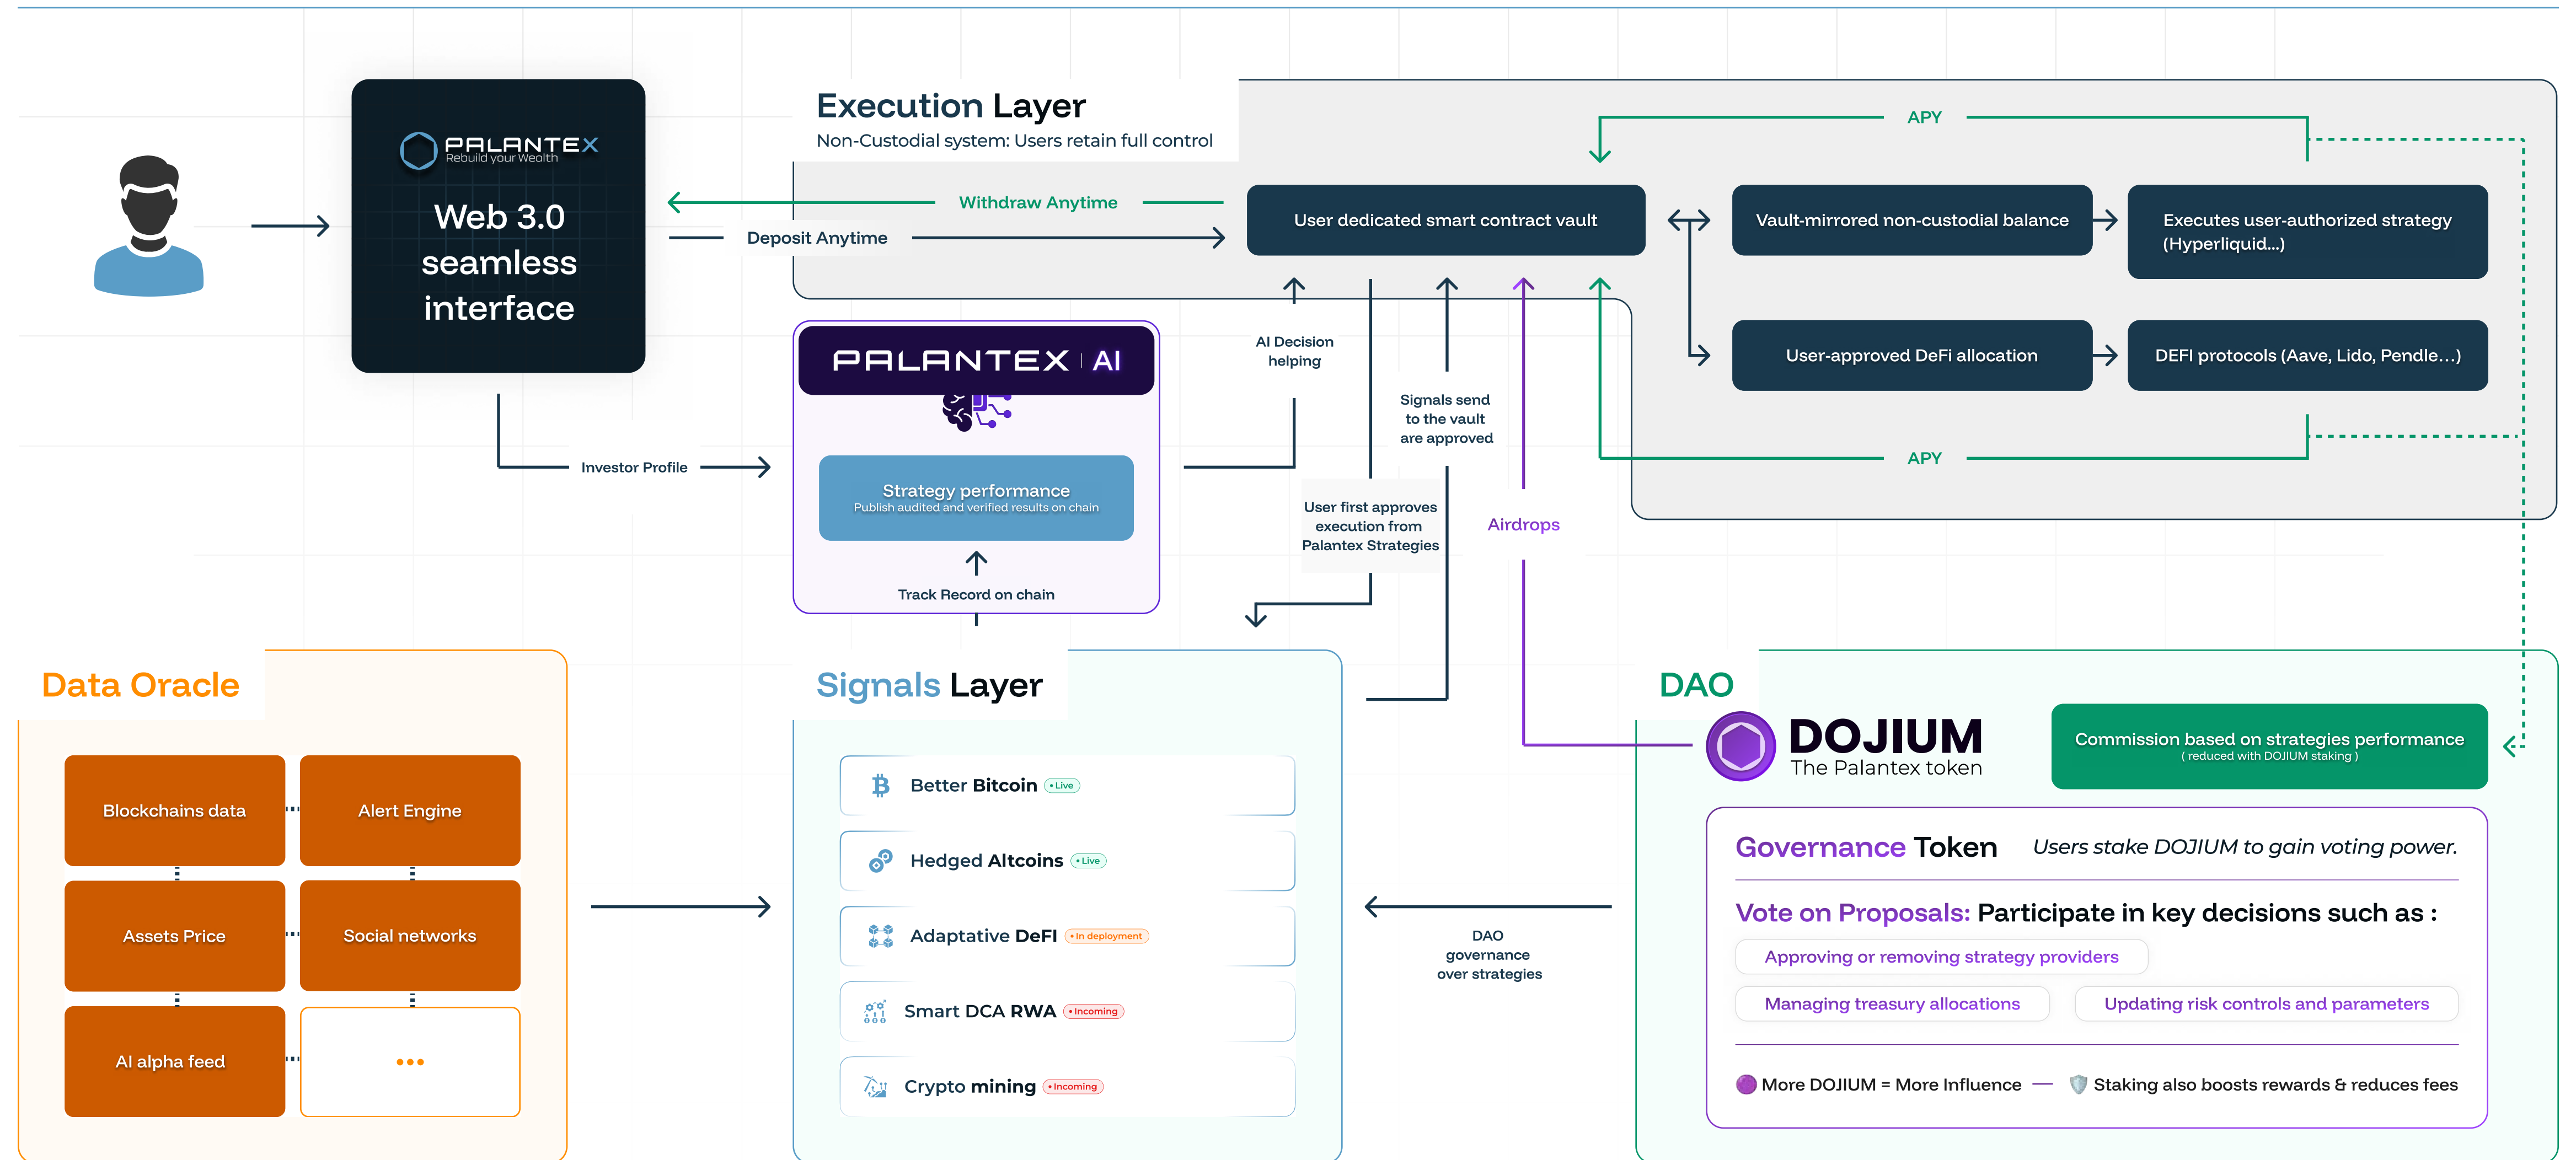 PALANTEX
Rebuild your Wealth
Web 3.0
seamless
interface
Execution Layer
Non-Custodial system: Users retain full control
Withdraw Anytime
Deposit Anytime
APY
User dedicated smart contract vault
Vault-mirrored non-custodial balance
Executes user-authorized strategy
(Hyperliquid...)
User-approved DeFi allocation
DEFI protocols (Aave, Lido, Pendle...)
APY
Investor Profile
PALANTEX | AI
Strategy performance
Publish audited and verified results on chain
Track Record on chain
AI Decision
helping
User first approves
execution from
Palantex Strategies
Signals send
to the vault
are approved
Airdrops
Data Oracle
Blockchains data
Alert Engine
Assets Price
Social networks
AI alpha feed
•••
Signals Layer
Better Bitcoin • Live
Hedged Altcoins • Live
Adaptative DeFI • In deployment
Smart DCA RWA • Incoming
Crypto mining • Incoming
DAO
governance
over strategies
DAO
DOJIUM
The Palantex token
Commission based on strategies performance
( reduced with DOJIUM staking )
Governance Token Users stake DOJIUM to gain voting power.
Vote on Proposals: Participate in key decisions such as :
Approving or removing strategy providers
Managing treasury allocations
Updating risk controls and parameters
More DOJIUM = More Influence — Staking also boosts rewards & reduces fees